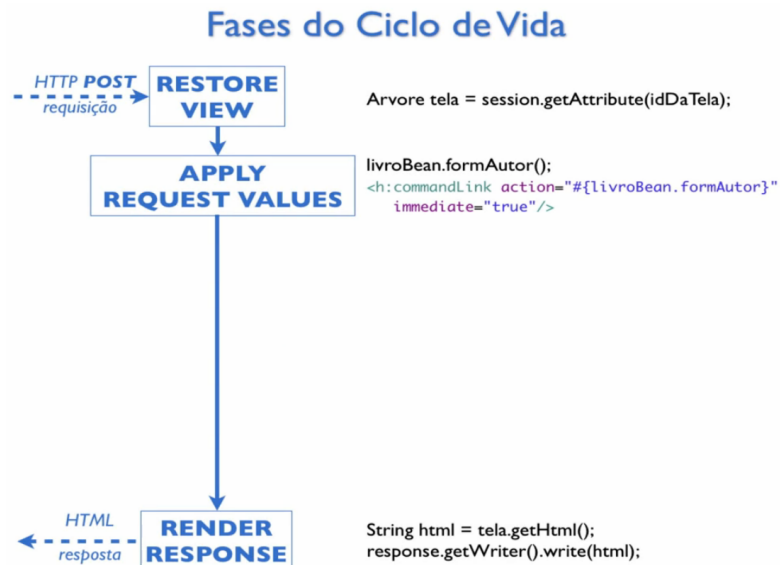 Fases do Ciclo de Vida
HTTP POST
requisição
RESTORE
VIEW
Arvore tela = session.getAttribute(idDaTela);
APPLY
REQUEST VALUES
livroBean.formAutor();
<h:commandLink action="#{livroBean.formAutor}"
immediate="true"/>
HTML
resposta
RENDER
RESPONSE
String html = tela.getHtml();
response.getWriter().write(html);